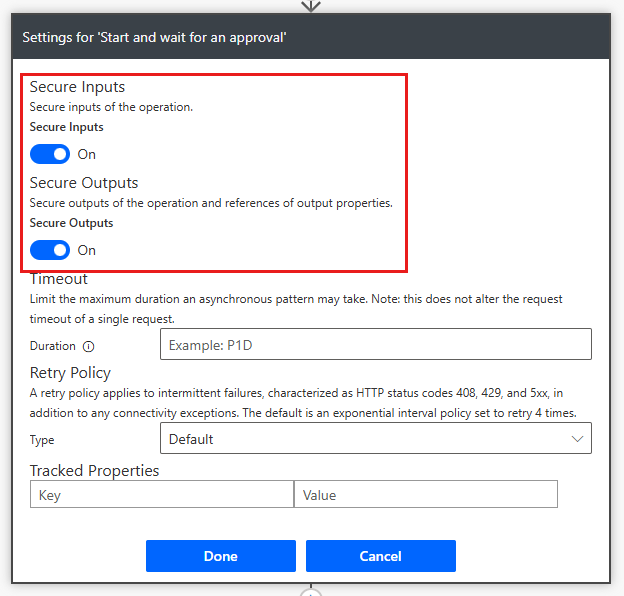 Settings for 'Start and wait for an approval'
Secure Inputs
Secure inputs of the operation.
Secure Inputs
On
Secure Outputs
Secure outputs of the operation and references of output properties.
Secure Outputs
On
Timeout
Limit the maximum duration an asynchronous pattern may take. Note: this does not alter the request
timeout of a single request.
Duration
Example: P1D
Retry Policy
A retry policy applies to intermittent failures, characterized as HTTP status codes 408, 429, and 5xx, in
addition to any connectivity exceptions. The default is an exponential interval policy set to retry 4 times.
Type
Default
Tracked Properties
Key
Value
Done
Cancel